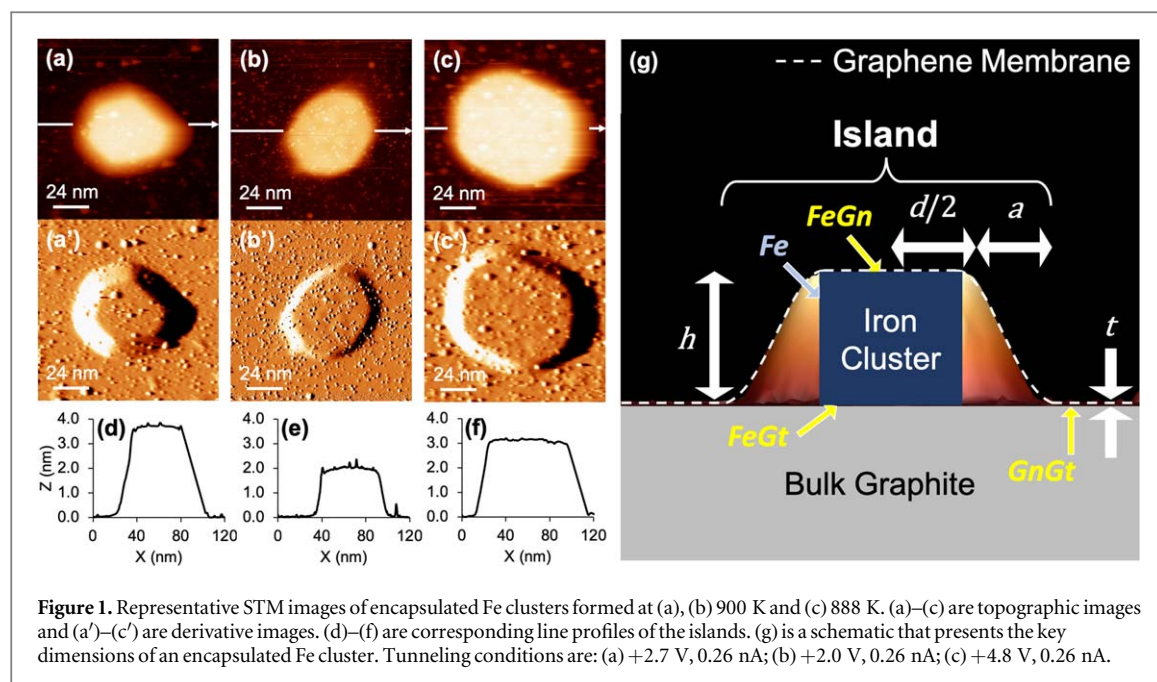 (a)
24 nm
(b)
24 nm
(c)
24 nm
(a')
24 nm
(b')
24 nm
(c')
24 nm
(d)
Z (nm)
4.0
3.0
2.0
1.0
0.0
0 40 80 120
X (nm)
(e)
4.0
3.0
2.0
1.0
0.0
0 40 80 120
X (nm)
(f)
4.0
3.0
2.0
1.0
0.0
0 40 80 120
X (nm)
(g)
--- Graphene Membrane
Island
FeGn
d/2
a
Fe
h
Iron
Cluster
t
FeGt
GnGt
Bulk Graphite
Figure 1. Representative STM images of encapsulated Fe clusters formed at (a), (b) 900 K and (c) 888 K. (a)–(c) are topographic images
and (a')–(c') are derivative images. (d)–(f) are corresponding line profiles of the islands. (g) is a schematic that presents the key
dimensions of an encapsulated Fe cluster. Tunneling conditions are: (a) +2.7 V, 0.26 nA; (b) +2.0 V, 0.26 nA; (c) +4.8 V, 0.26 nA.